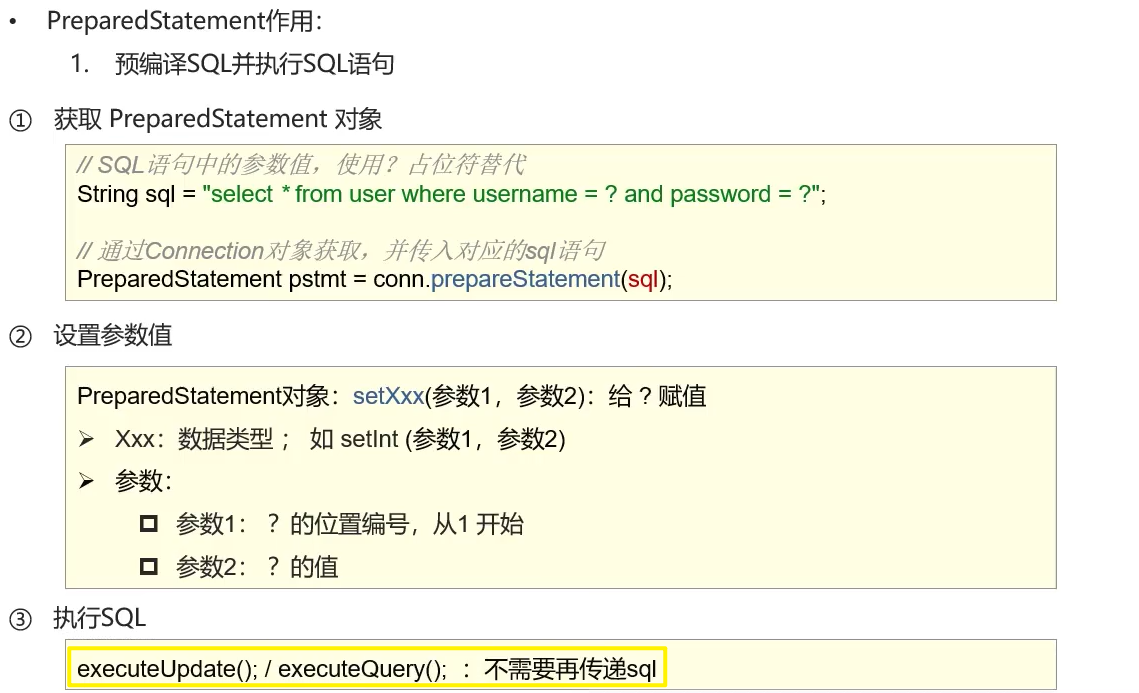 • PreparedStatement作用：
1. 预编译SQL并执行SQL语句
① 获取 PreparedStatement 对象
// SQL语句中的参数值，使用？占位符替代
String sql = "select * from user where username = ? and password = ?";
// 通过Connection对象获取，并传入对应的sql语句
PreparedStatement pstmt = conn.prepareStatement(sql);
② 设置参数值
PreparedStatement对象：setXxx(参数1，参数2)：给 ? 赋值
➢ Xxx：数据类型 ； 如 setInt (参数1，参数2)
➢ 参数：
参数1： ？的位置编号，从1 开始
参数2： ？的值
③ 执行SQL
executeUpdate(); / executeQuery(); ：不需要再传递sql